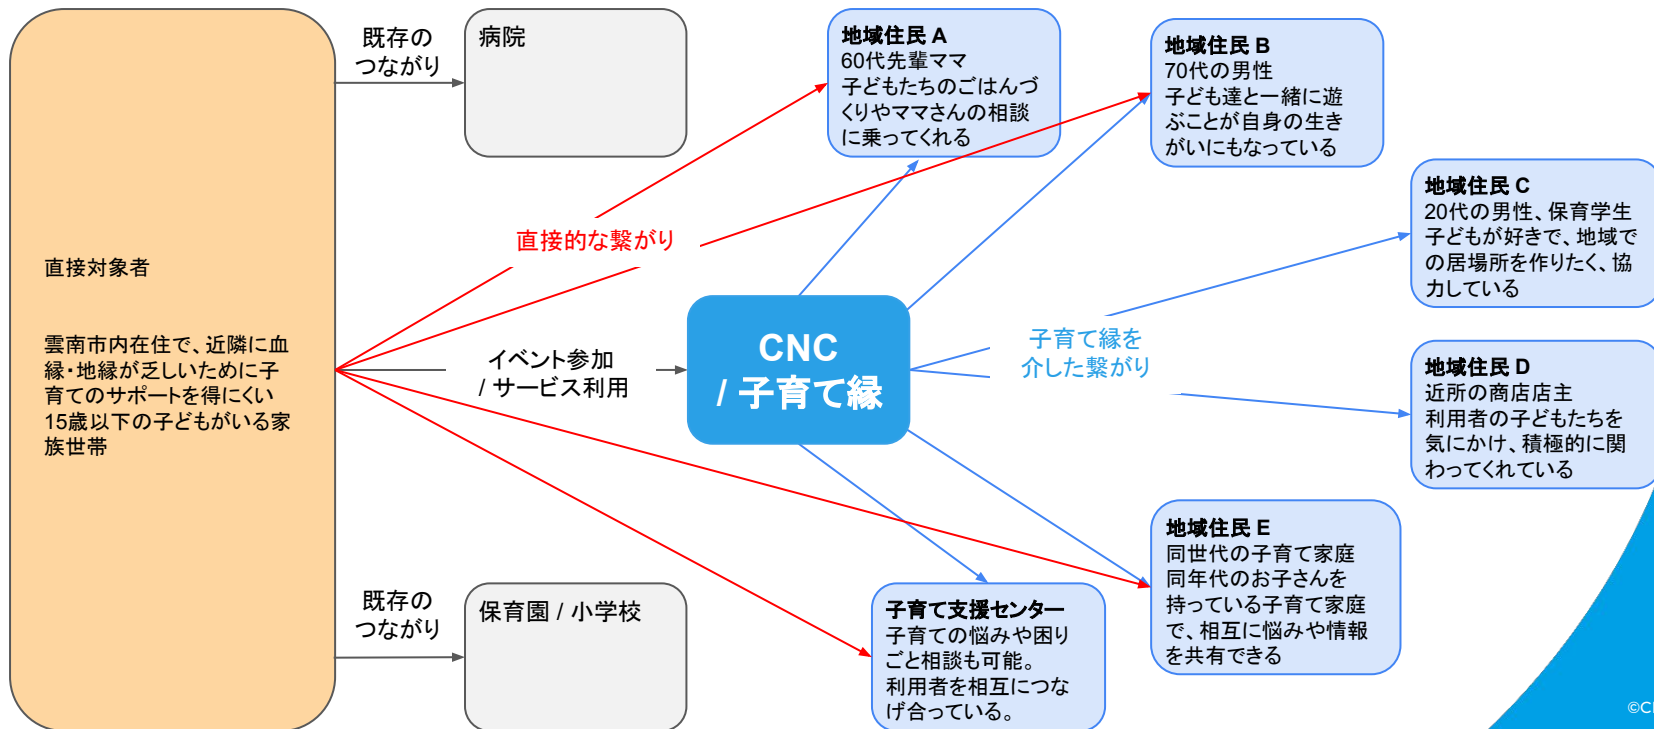 直接対象者
雲南市内在住で、近隣に血
縁・地縁が乏しいために子
育てのサポートを得にくい
15歳以下の子どもがいる家
族世帯
既存の
つながり
病院
既存の
つながり
保育園 / 小学校
直接的な繋がり
イベント参加
/ サービス利用
CNC
/ 子育て縁
子育て縁を
介した繋がり
地域住民 A
60代先輩ママ
子どもたちのごはんづ
くりやママさんの相談
に乗ってくれる
地域住民 B
70代の男性
子ども達と一緒に遊
ぶことが自身の生き
がいにもなっている
地域住民 C
20代の男性、保育学生
子どもが好きで、地域で
の居場所を作りたく、協
力している
地域住民 D
近所の商店店主
利用者の子どもたちを
気にかけ、積極的に関
わってくれている
地域住民 E
同世代の子育て家庭
同年代のお子さんを
持っている子育て家庭
で、相互に悩みや情報
を共有できる
子育て支援センター
子育ての悩みや困り
ごと相談も可能。
利用者を相互につな
げ合っている。